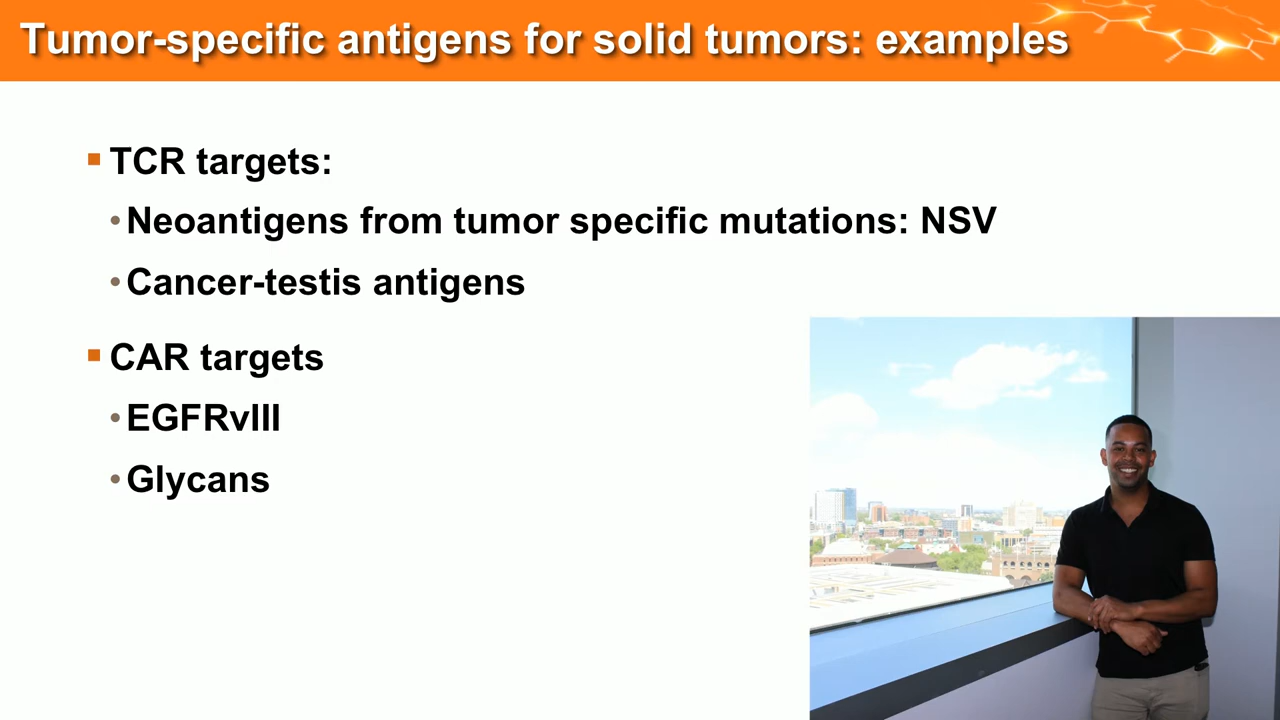 Tumor-specific antigens for solid tumors: examples
TCR targets:
Neoantigens from tumor specific mutations: NSV
Cancer-testis antigens
CAR targets
EGFRvIII
Glycans